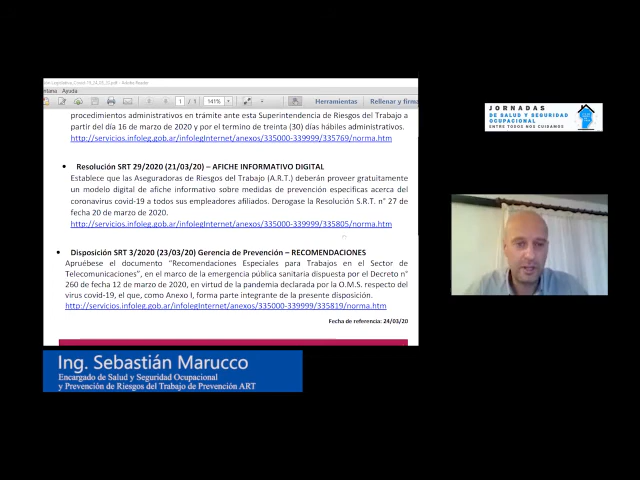 Ayuda
1 / 1
141%
Herramientas
Rellenar y firm
procedimientos administrativos en trámite ante esta Superintendencia de Riesgos del Trabajo a
partir del día 16 de marzo de 2020 y por el termino de treinta (30) días hábiles administrativos.
http://servicios.infoleg.gob.ar/infolegInternet/anexos/335000-339999/335769/norma.htm
• Resolución SRT 29/2020 (21/03/20) – AFICHE INFORMATIVO DIGITAL
Establece que las Aseguradoras de Riesgos del Trabajo (A.R.T.) deberán proveer gratuitamente
un modelo digital de afiche informativo sobre medidas de prevención específicas acerca del
coronavirus covid-19 a todos sus empleadores afiliados. Derogase la Resolución S.R.T. n° 27 de
fecha 20 de marzo de 2020.
http://servicios.infoleg.gob.ar/infolegInternet/anexos/335000-339999/335805/norma.htm
• Disposición SRT 3/2020 (23/03/20) Gerencia de Prevención – RECOMENDACIONES
Apruébese el documento "Recomendaciones Especiales para Trabajos en el Sector de
Telecomunicaciones", en el marco de la emergencia pública sanitaria dispuesta por el Decreto n°
260 de fecha 12 de marzo de 2020, en virtud de la pandemia declarada por la O.M.S. respecto del
virus covid-19, el que, como Anexo I, forma parte integrante de la presente disposición.
http://servicios.infoleg.gob.ar/infolegInternet/anexos/335000-339999/335819/norma.htm
Fecha de referencia: 24/03/20
Ing. Sebastián Marucco
Encargado de Salud y Seguridad Ocupacional
y Prevención de Riesgos del Trabajo de Prevención ART
JORNADAS
DE SALUD Y SEGURIDAD
OCUPACIONAL
ENTRE TODOS NOS CUIDAMOS